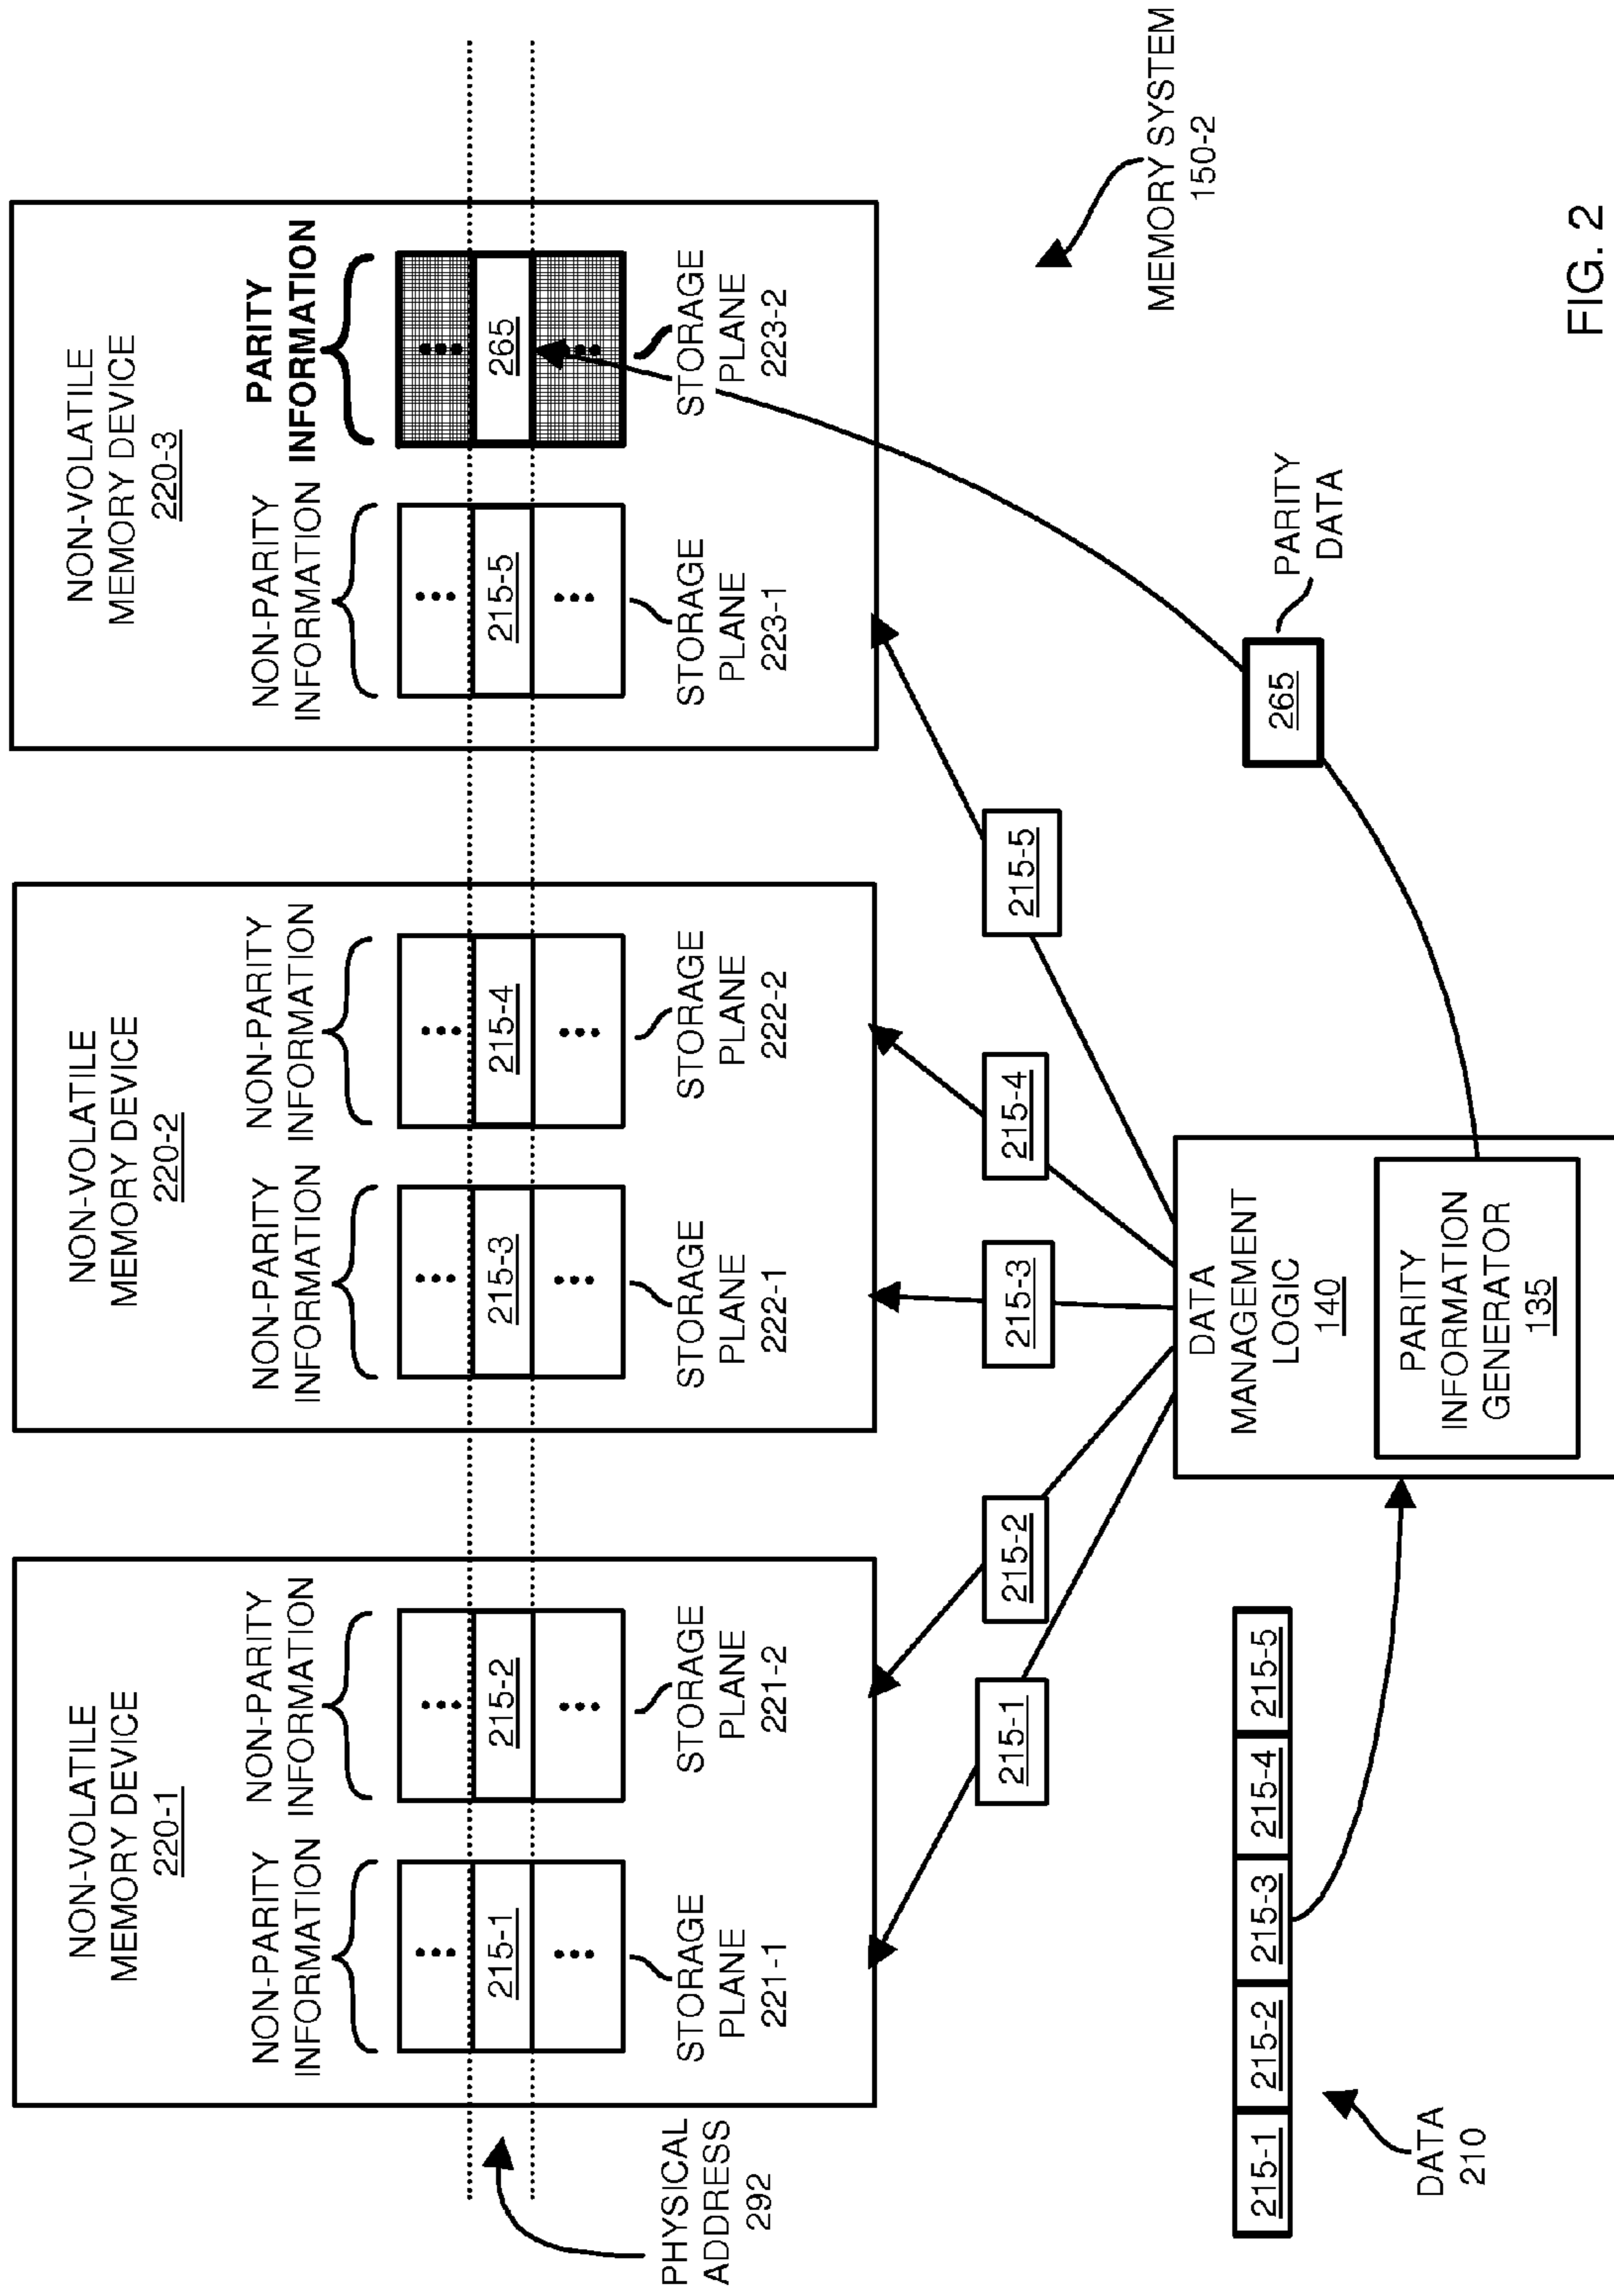 NON-VOLATILE
MEMORY DEVICE
220-1
NON-PARITY
INFORMATION
NON-PARITY
INFORMATION
215-1
215-2
STORAGE
PLANE
221-1
STORAGE
PLANE
221-2
NON-VOLATILE
MEMORY DEVICE
220-2
NON-PARITY
INFORMATION
NON-PARITY
INFORMATION
215-3
215-4
STORAGE
PLANE
222-1
STORAGE
PLANE
222-2
NON-VOLATILE
MEMORY DEVICE
220-3
NON-PARITY
INFORMATION
PARITY
INFORMATION
215-5
265
STORAGE
PLANE
223-1
STORAGE
PLANE
223-2
PHYSICAL
ADDRESS
292
215-1
215-2
215-3
215-4
215-5
MEMORY SYSTEM
150-2
215-1
215-2
215-3
215-4
215-5
DATA
210
DATA
MANAGEMENT
LOGIC
140
PARITY
INFORMATION
GENERATOR
135
265
PARITY
DATA
FIG. 2